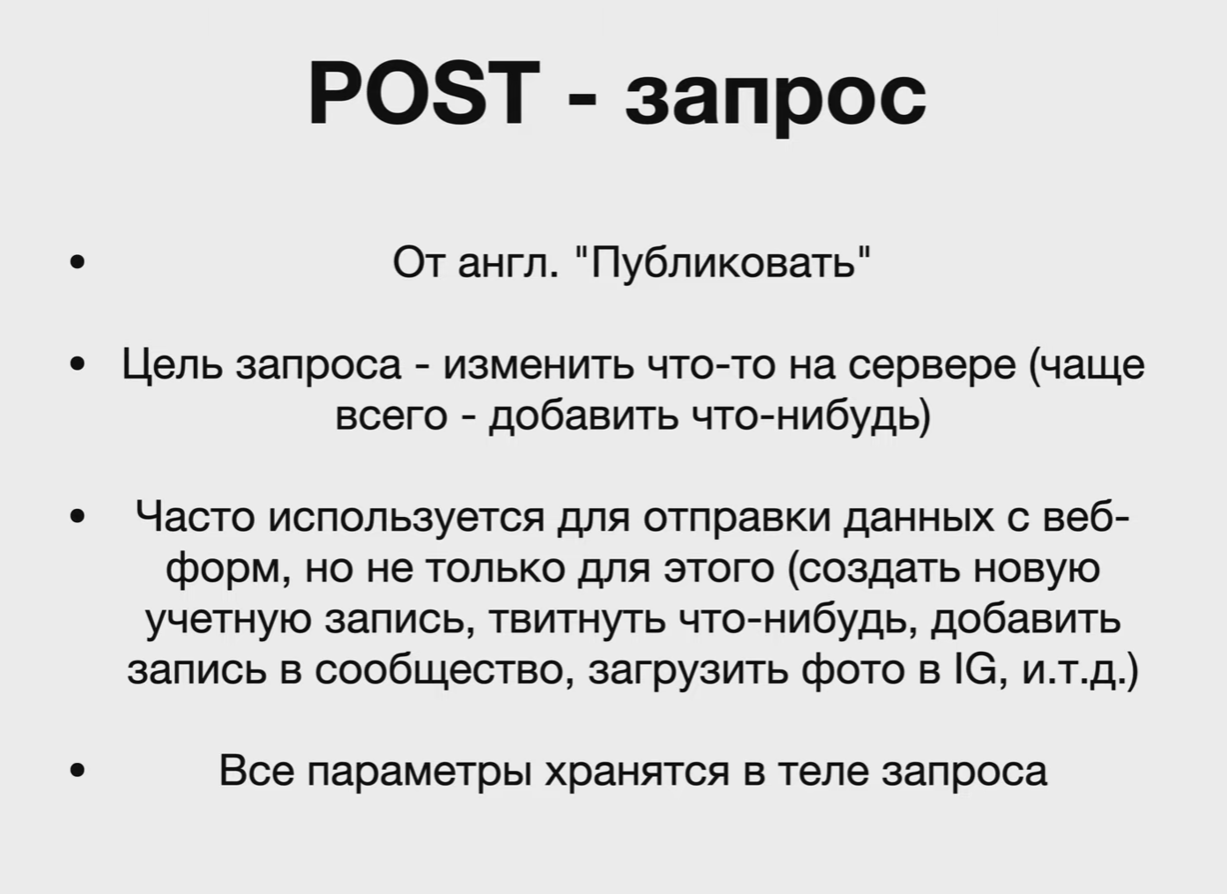 POST - запрос
• От англ. "Публиковать"
• Цель запроса - изменить что-то на сервере (чаще
всего - добавить что-нибудь)
• Часто используется для отправки данных с веб-
форм, но не только для этого (создать новую
учетную запись, твитнуть что-нибудь, добавить
запись в сообщество, загрузить фото в IG, и.т.д.)
• Все параметры хранятся в теле запроса